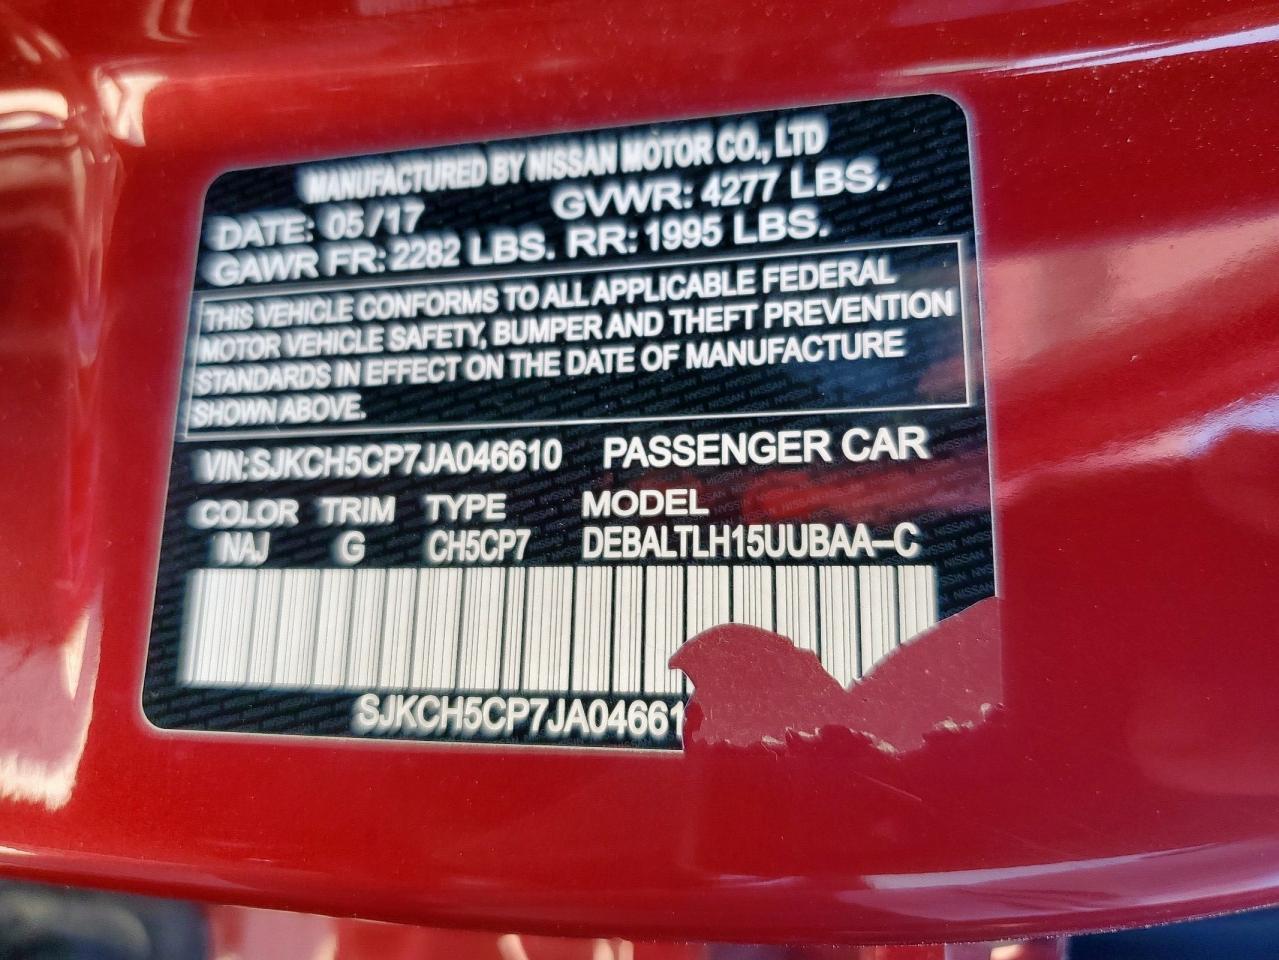 MANUFACTURED BY NISSAN MOTOR CO., LTD
DATE: 05/17 GVWR: 4277 LBS.
GAWR FR: 2282 LBS. RR: 1995 LBS.
THIS VEHICLE CONFORMS TO ALL APPLICABLE FEDERAL
MOTOR VEHICLE SAFETY, BUMPER AND THEFT PREVENTION
STANDARDS IN EFFECT ON THE DATE OF MANUFACTURE
SHOWN ABOVE.
VIN:SJKCH5CP7JA046610 PASSENGER CAR
COLOR TRIM TYPE MODEL
NAJ G CH5CP7 DEBALTLH15UUBAA-C
SJKCH5CP7JA04661